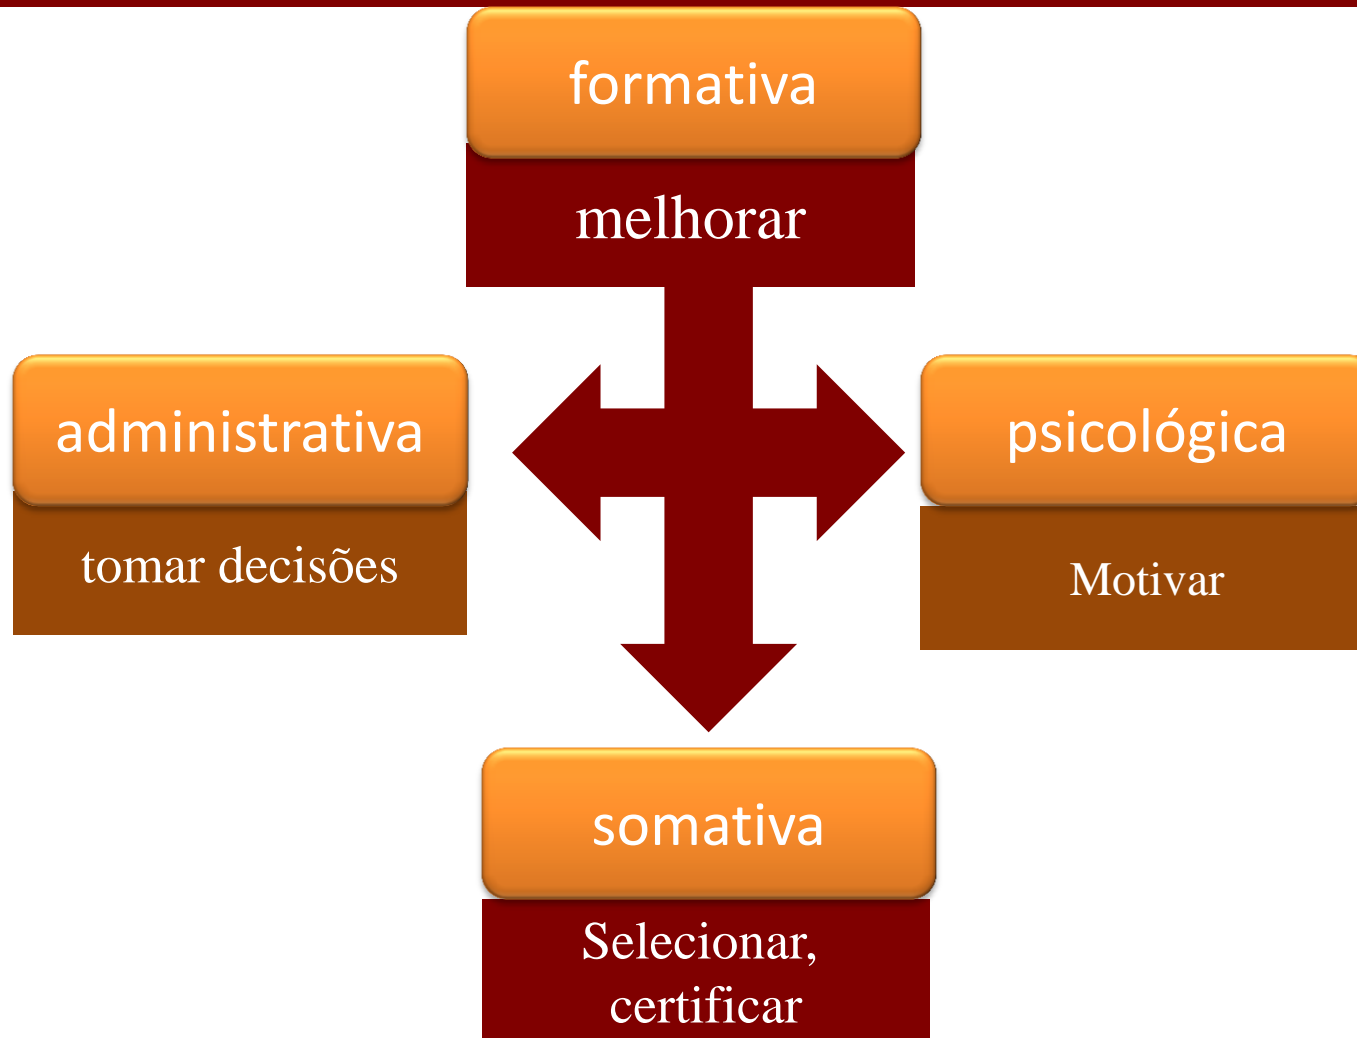 formativa
melhorar
administrativa
tomar decisões
psicológica
Motivar
somativa
Selecionar,
certificar